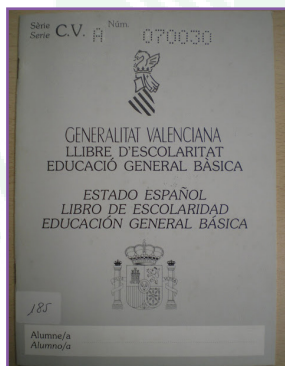 Sèrie Serie C.V. A Núm. 070030
GENERALITAT VALENCIANA
LLIBRE D'ESCOLARITAT
EDUCACIÓ GENERAL BÀSICA
ESTADO ESPAÑOL
LIBRO DE ESCOLARIDAD
EDUCACIÓN GENERAL BÁSICA
185
Alumne/a
Alumno/a